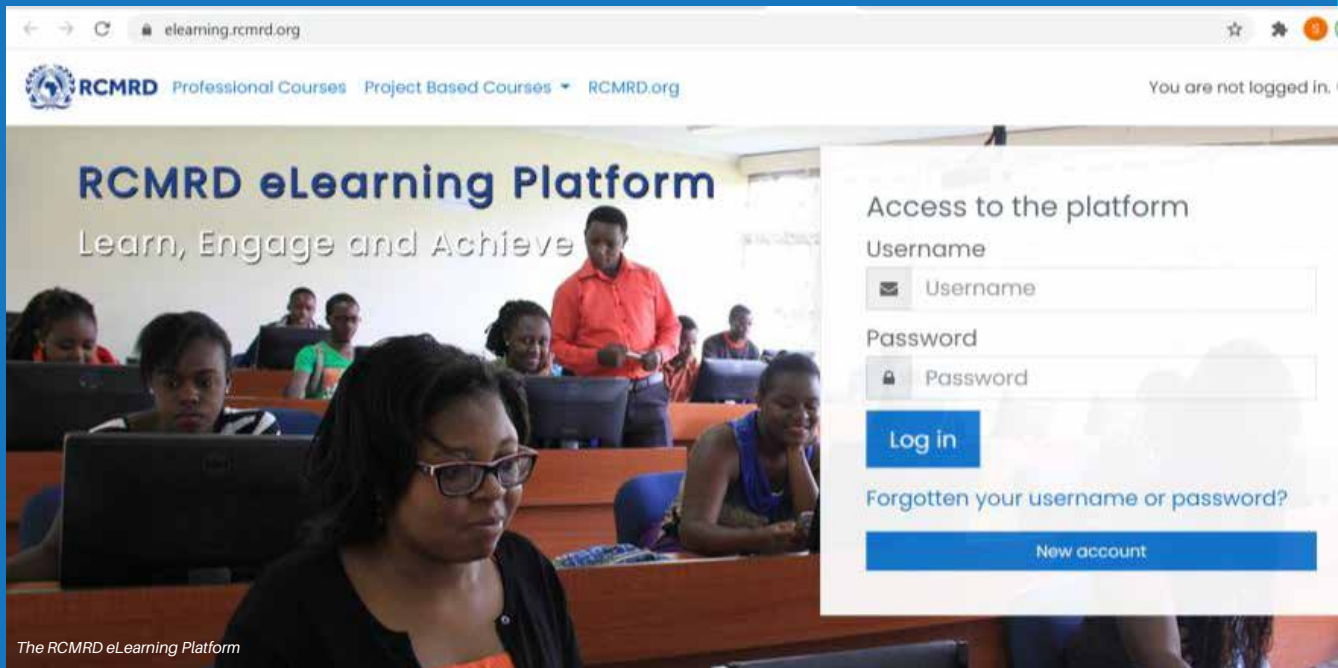 elearning.rcmrd.org
RCMRD Professional Courses Project Based Courses RCMRD.org You are not logged in.
RCMRD eLearning Platform
Learn, Engage and Achieve
Access to the platform
Username
Username
Password
Password
Log in
Forgotten your username or password?
New account
The RCMRD eLearning Platform